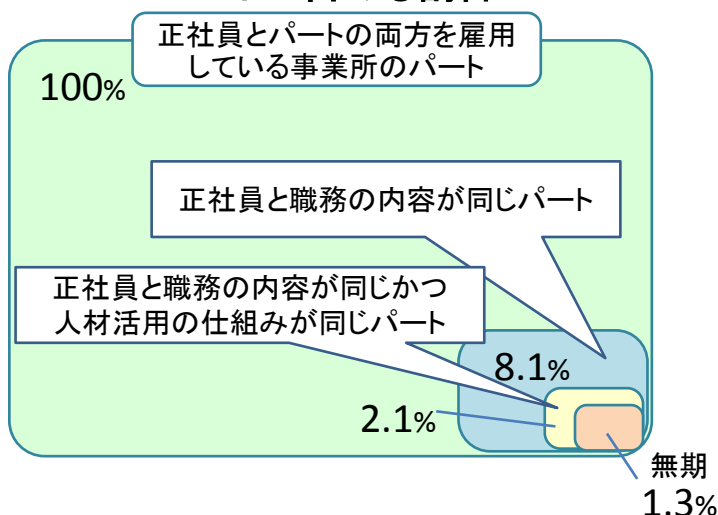 正社員とパートの両方を雇用
している事業所のパート
100%
正社員と職務の内容が同じパート
正社員と職務の内容が同じかつ
人材活用の仕組みが同じパート
8.1%
2.1%
無期
1.3%